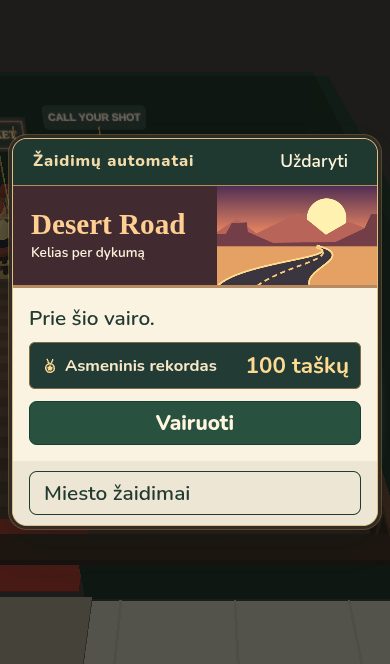 CALL YOUR SHOT
Žaidimų automatai
Uždaryti
Desert Road
Kelias per dykumą
Prie šio vairo.
Asmeninis rekordas
100 taškų
Vairuoti
Miesto žaidimai